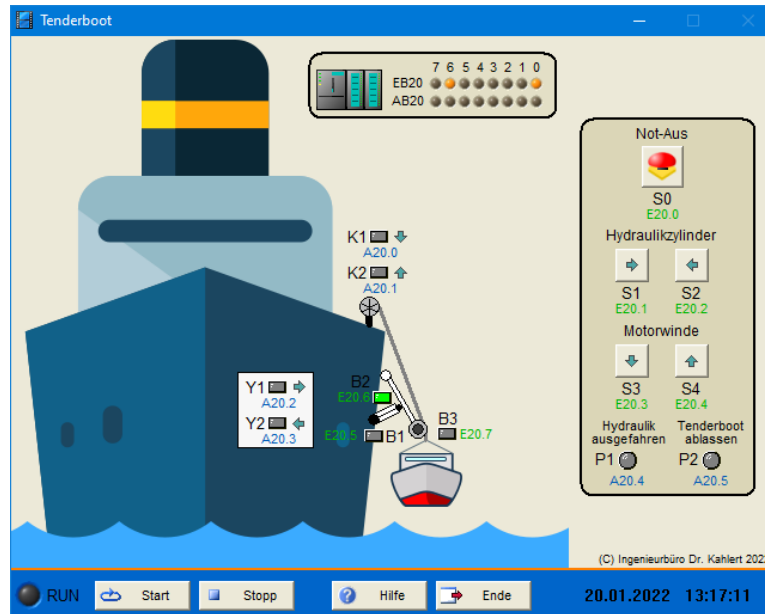 Tenderboot
7 6 5 4 3 2 1 0
EB20
AB20
Not-Aus
S0
E20.0
Hydraulikzylinder
S1 S2
E20.1 E20.2
Motorwinde
S3 S4
E20.3 E20.4
Hydraulik ausgefahren
Tenderboot ablassen
P1 P2
A20.4 A20.5
K1
A20.0
K2
A20.1
Y1
A20.2
Y2
A20.3
B2
E20.6
E20.5 B1
B3
E20.7
(C) Ingenieurbüro Dr. Kahlert 202
RUN Start Stopp Hilfe Ende 20.01.2022 13:17:11